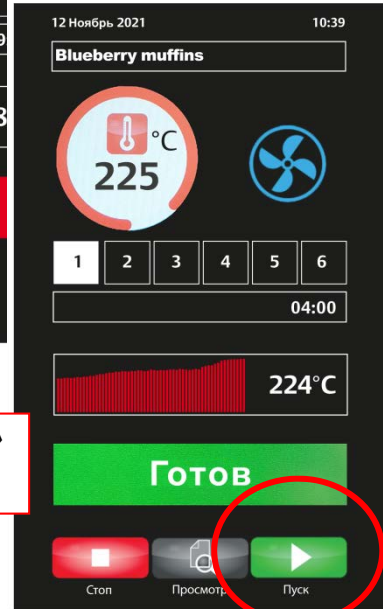 12 Ноябрь 2021 10:39
Blueberry muffins
°C
225
1 2 3 4 5 6
04:00
224°C
Готов
Стоп Просмотр Пуск